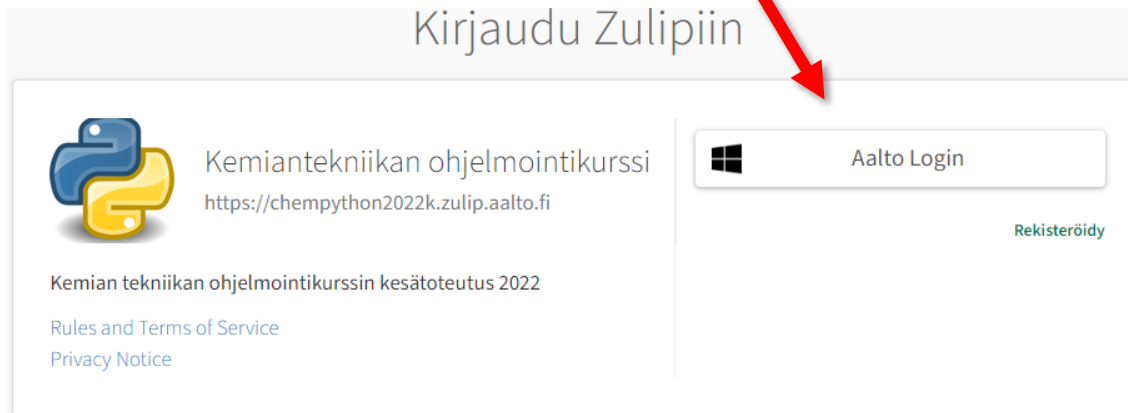 Kirjaudu Zulipiin
Kemiantekniikan ohjelmointikurssi
https://chempython2022k.zulip.aalto.fi
Kemian tekniikan ohjelmointikurssin kesätoteutus 2022
Rules and Terms of Service
Privacy Notice
Aalto Login
Rekisteröidy